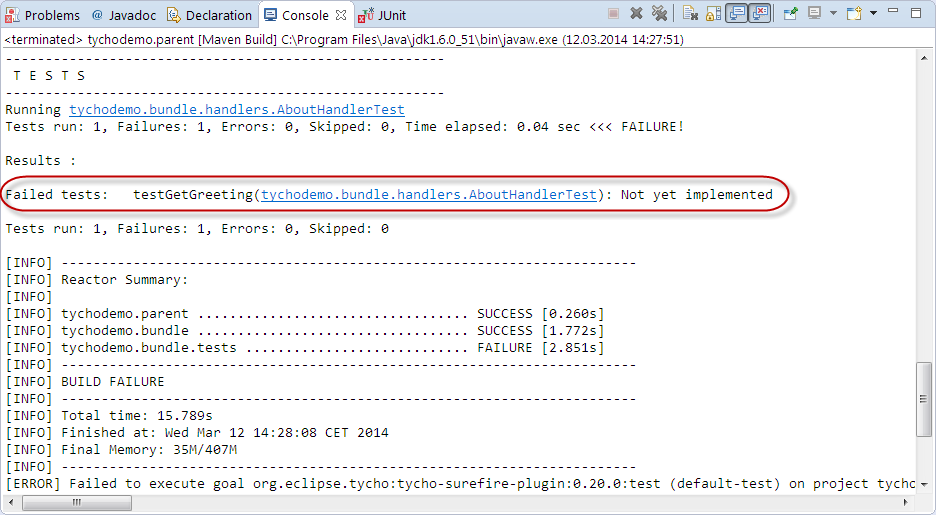 Problems @ Javadoc Declaration Console JUnit
<terminated> tychodemo.parent [Maven Build] C:\Program Files\Java\jdk1.6.0_51\bin\javaw.exe (12.03.2014 14:27:51)
-------------------------------------------------------
T E S T S
-------------------------------------------------------
Running tychodemo.bundle.handlers.AboutHandlerTest
Tests run: 1, Failures: 1, Errors: 0, Skipped: 0, Time elapsed: 0.04 sec <<< FAILURE!
Results :
Failed tests:   testGetGreeting(tychodemo.bundle.handlers.AboutHandlerTest): Not yet implemented
Tests run: 1, Failures: 1, Errors: 0, Skipped: 0
[INFO] ------------------------------------------------------------------------
[INFO] Reactor Summary:
[INFO]
[INFO] tychodemo.parent .................................. SUCCESS [0.260s]
[INFO] tychodemo.bundle .................................. SUCCESS [1.772s]
[INFO] tychodemo.bundle.tests ............................ FAILURE [2.851s]
[INFO] ------------------------------------------------------------------------
[INFO] BUILD FAILURE
[INFO] ------------------------------------------------------------------------
[INFO] Total time: 15.789s
[INFO] Finished at: Wed Mar 12 14:28:08 CET 2014
[INFO] Final Memory: 35M/407M
[INFO] ------------------------------------------------------------------------
[ERROR] Failed to execute goal org.eclipse.tycho:tycho-surefire-plugin:0.20.0:test (default-test) on project tycho